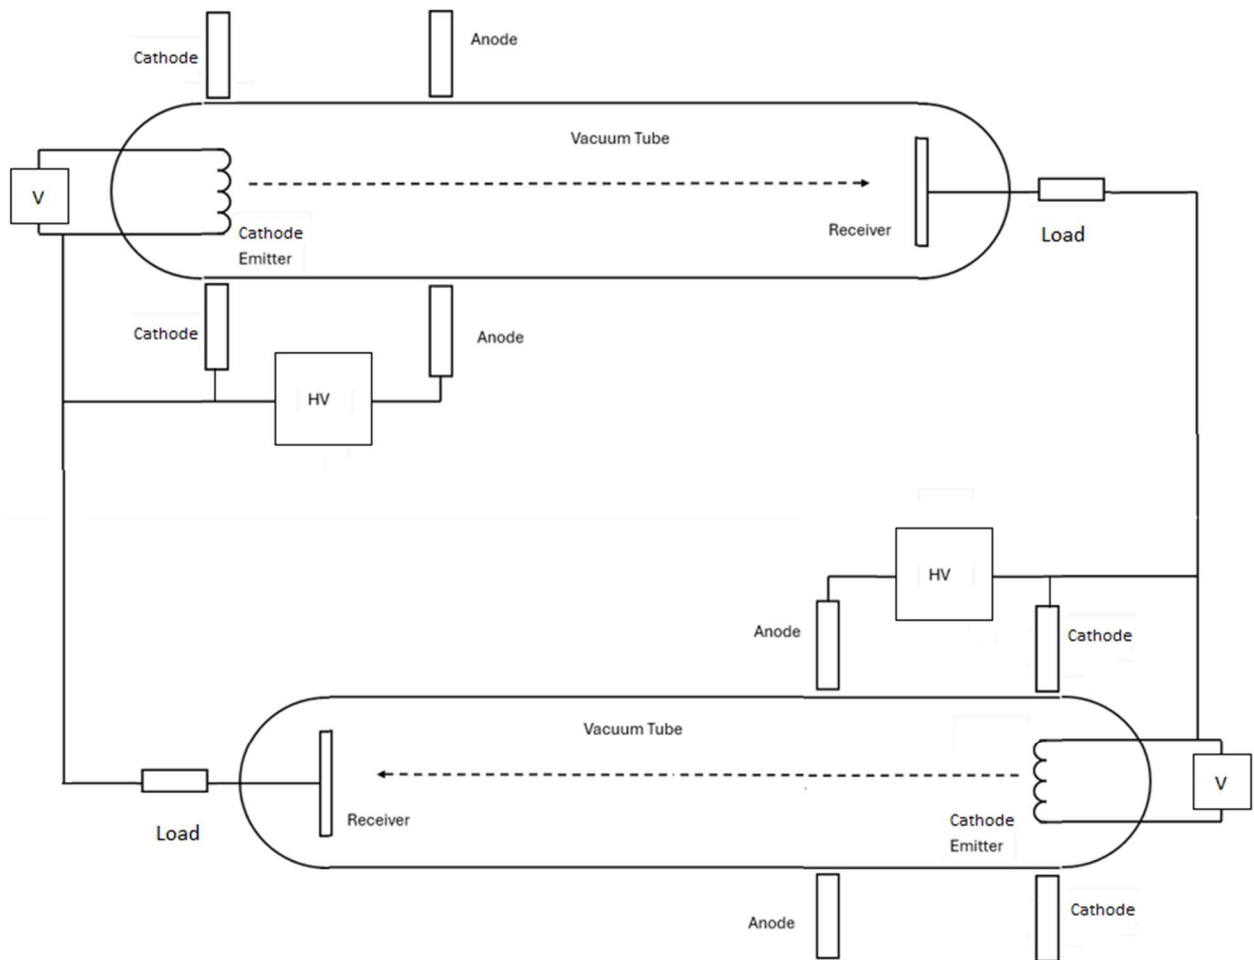 Cathode
Anode
Vacuum Tube
V
Cathode
Emitter
Receiver
Load
Cathode
Anode
HV
HV
Anode
Cathode
Vacuum Tube
V
Receiver
Cathode
Emitter
Load
Anode
Cathode